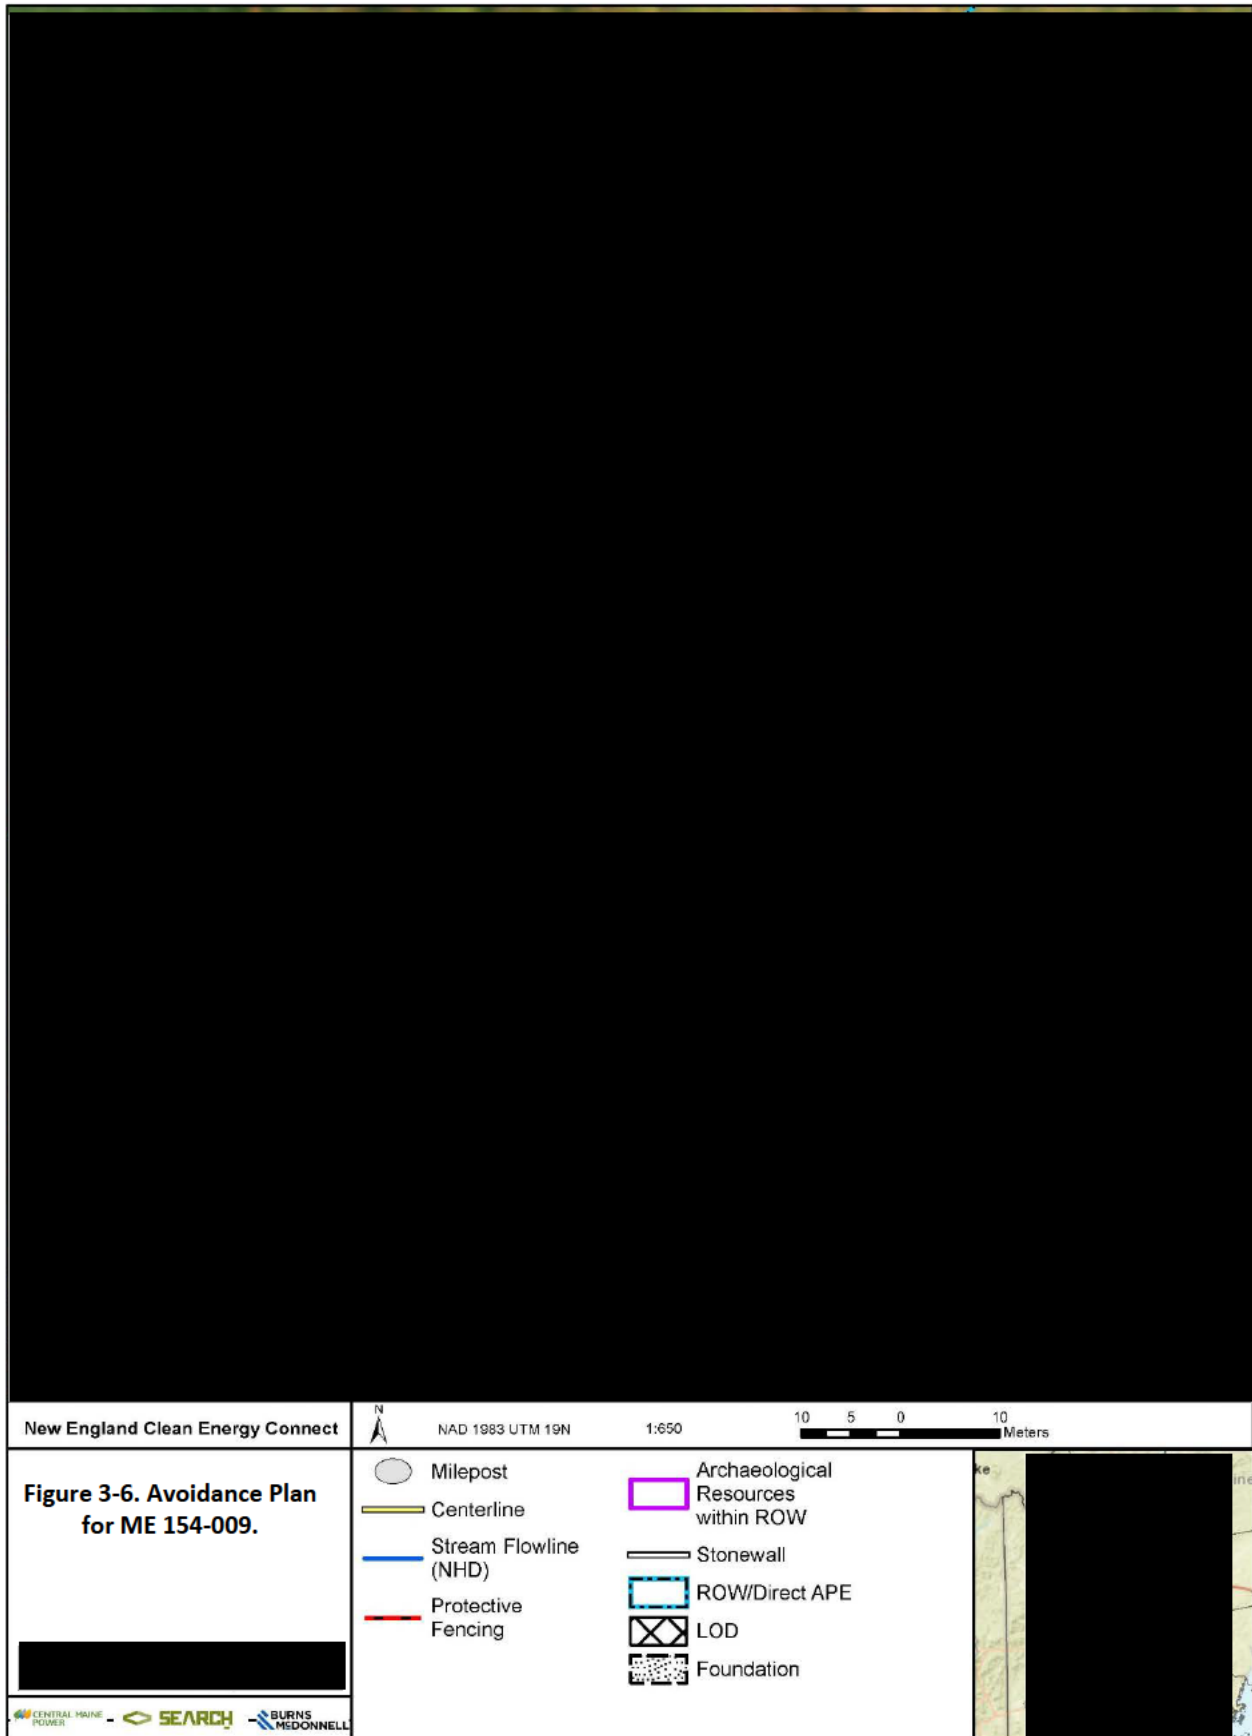 New England Clean Energy Connect
N
NAD 1983 UTM 19N
1:650
10 5 0 10
Meters
Figure 3-6. Avoidance Plan
for ME 154-009.
Milepost
Centerline
Stream Flowline
(NHD)
Protective
Fencing
Archaeological
Resources
within ROW
Stonewall
ROW/Direct APE
LOD
Foundation
ke
ine
CENTRAL MAINE
POWER
SEARCH
BURNS
MCDONNELL